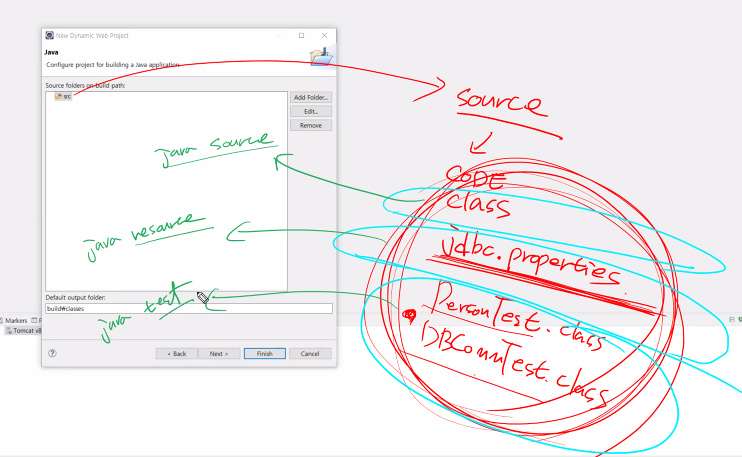 New Dynamic Web Project
Java
Configure project for building a Java application.
Source folders on build path:
src
Add Folder...
Edit...
Remove
java source
java resource
Default output folder:
build₩classes
java test
< Back
Next >
Finish
Cancel
Markers
Tomcat v8
source
CODE
class
jdbc.properties
PersonTest.class
DBConnTest.class